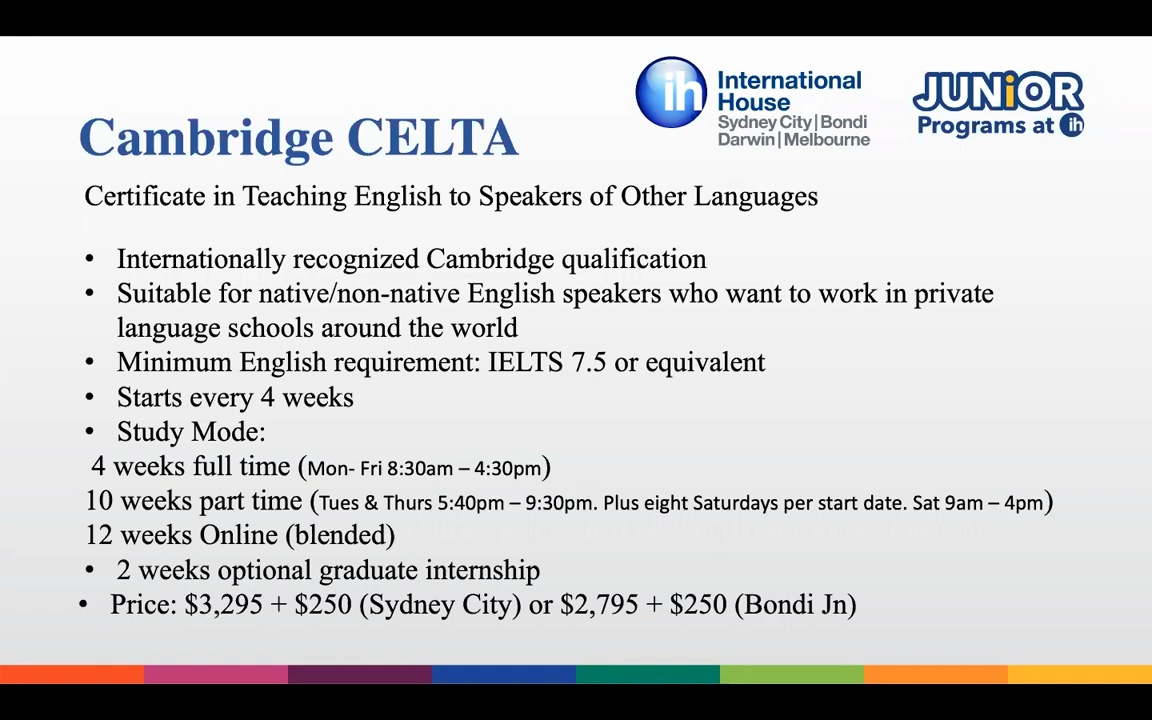 ih International
House
Sydney City|Bondi
Darwin|Melbourne
JUNiOR
Programs at ih
Cambridge CELTA
Certificate in Teaching English to Speakers of Other Languages
• Internationally recognized Cambridge qualification
• Suitable for native/non-native English speakers who want to work in private
language schools around the world
• Minimum English requirement: IELTS 7.5 or equivalent
• Starts every 4 weeks
• Study Mode:
4 weeks full time (Mon- Fri 8:30am – 4:30pm)
10 weeks part time (Tues & Thurs 5:40pm – 9:30pm. Plus eight Saturdays per start date. Sat 9am – 4pm)
12 weeks Online (blended)
• 2 weeks optional graduate internship
• Price: $3,295 + $250 (Sydney City) or $2,795 + $250 (Bondi Jn)